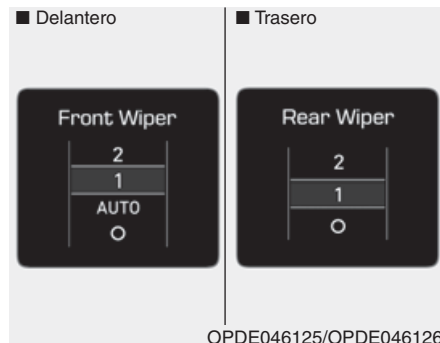 ■ Delantero
■ Trasero
Front Wiper
2
1
AUTO
O
Rear Wiper
2
1
O
OPDE046125/OPDE046126